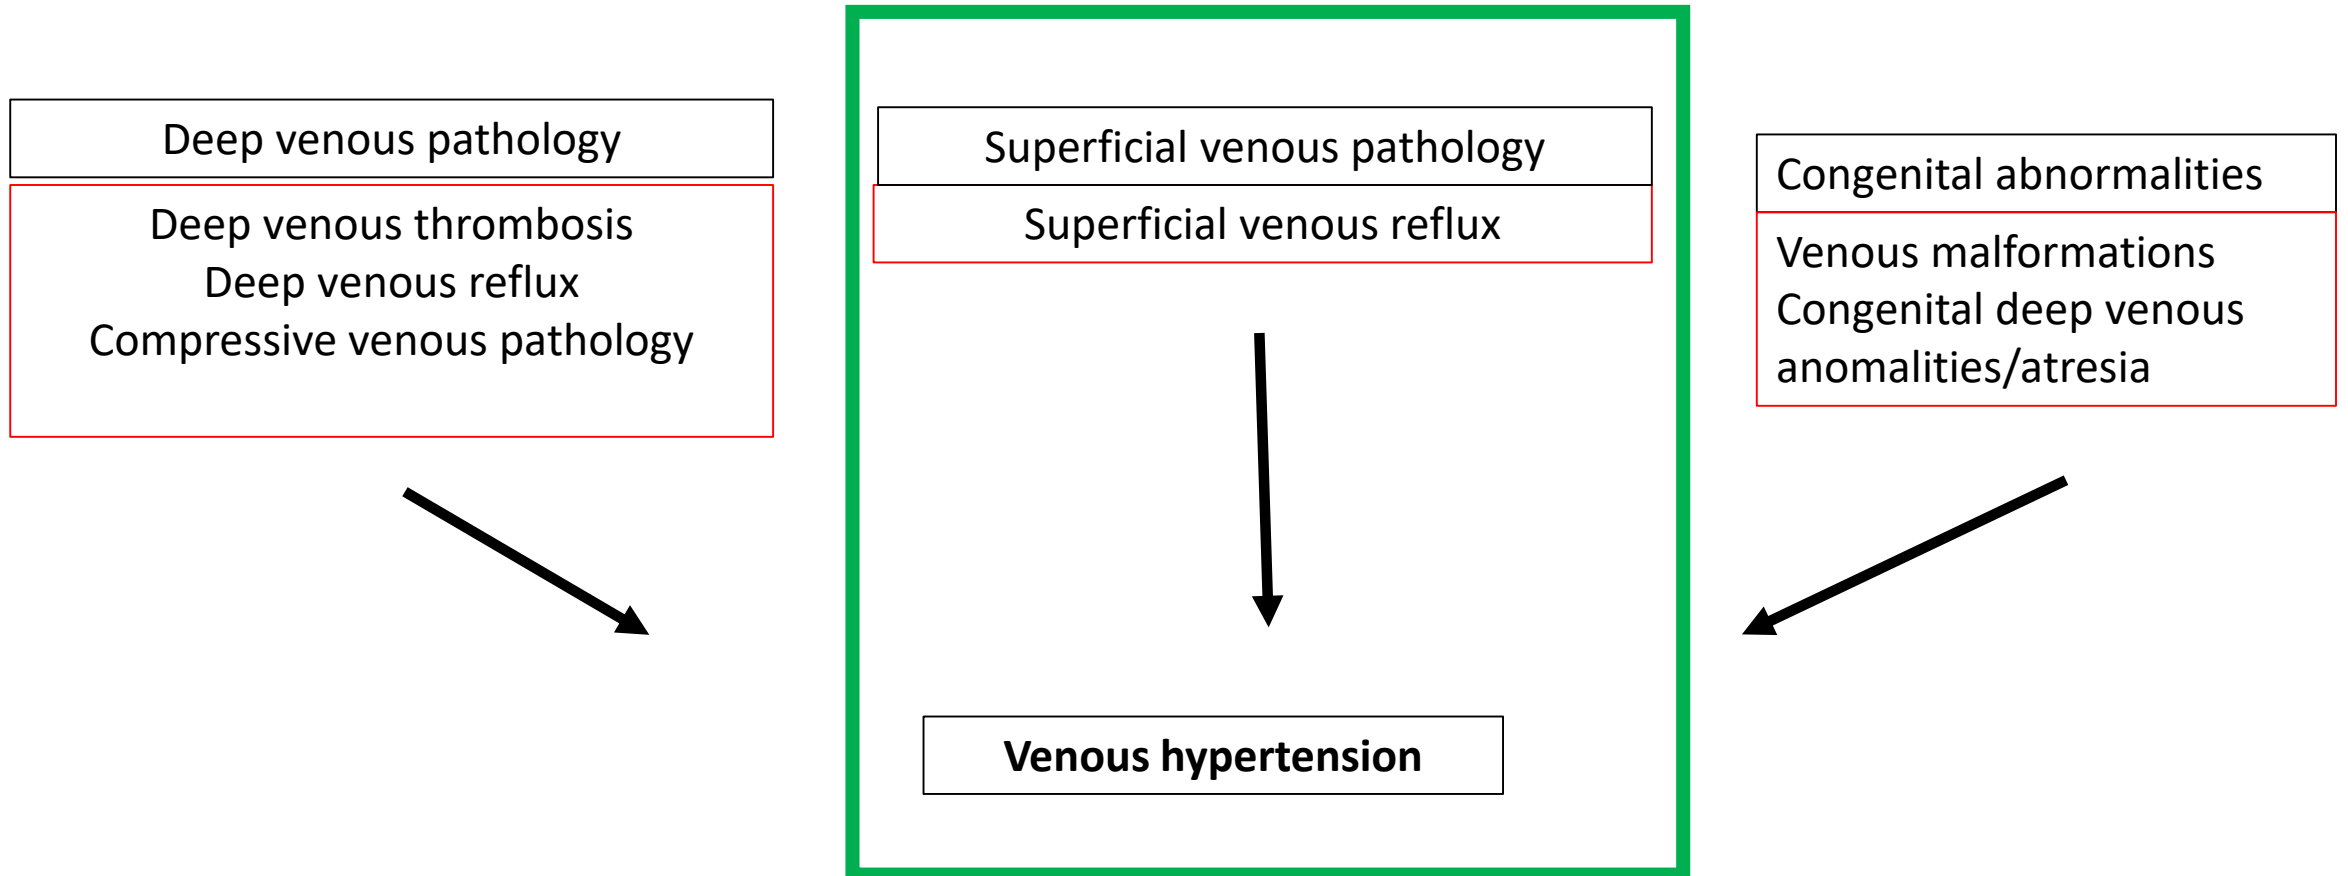 Deep venous pathology
Deep venous thrombosis
Deep venous reflux
Compressive venous pathology
Superficial venous pathology
Superficial venous reflux
Congenital abnormalities
Venous malformations
Congenital deep venous
anomalities/atresia
Venous hypertension